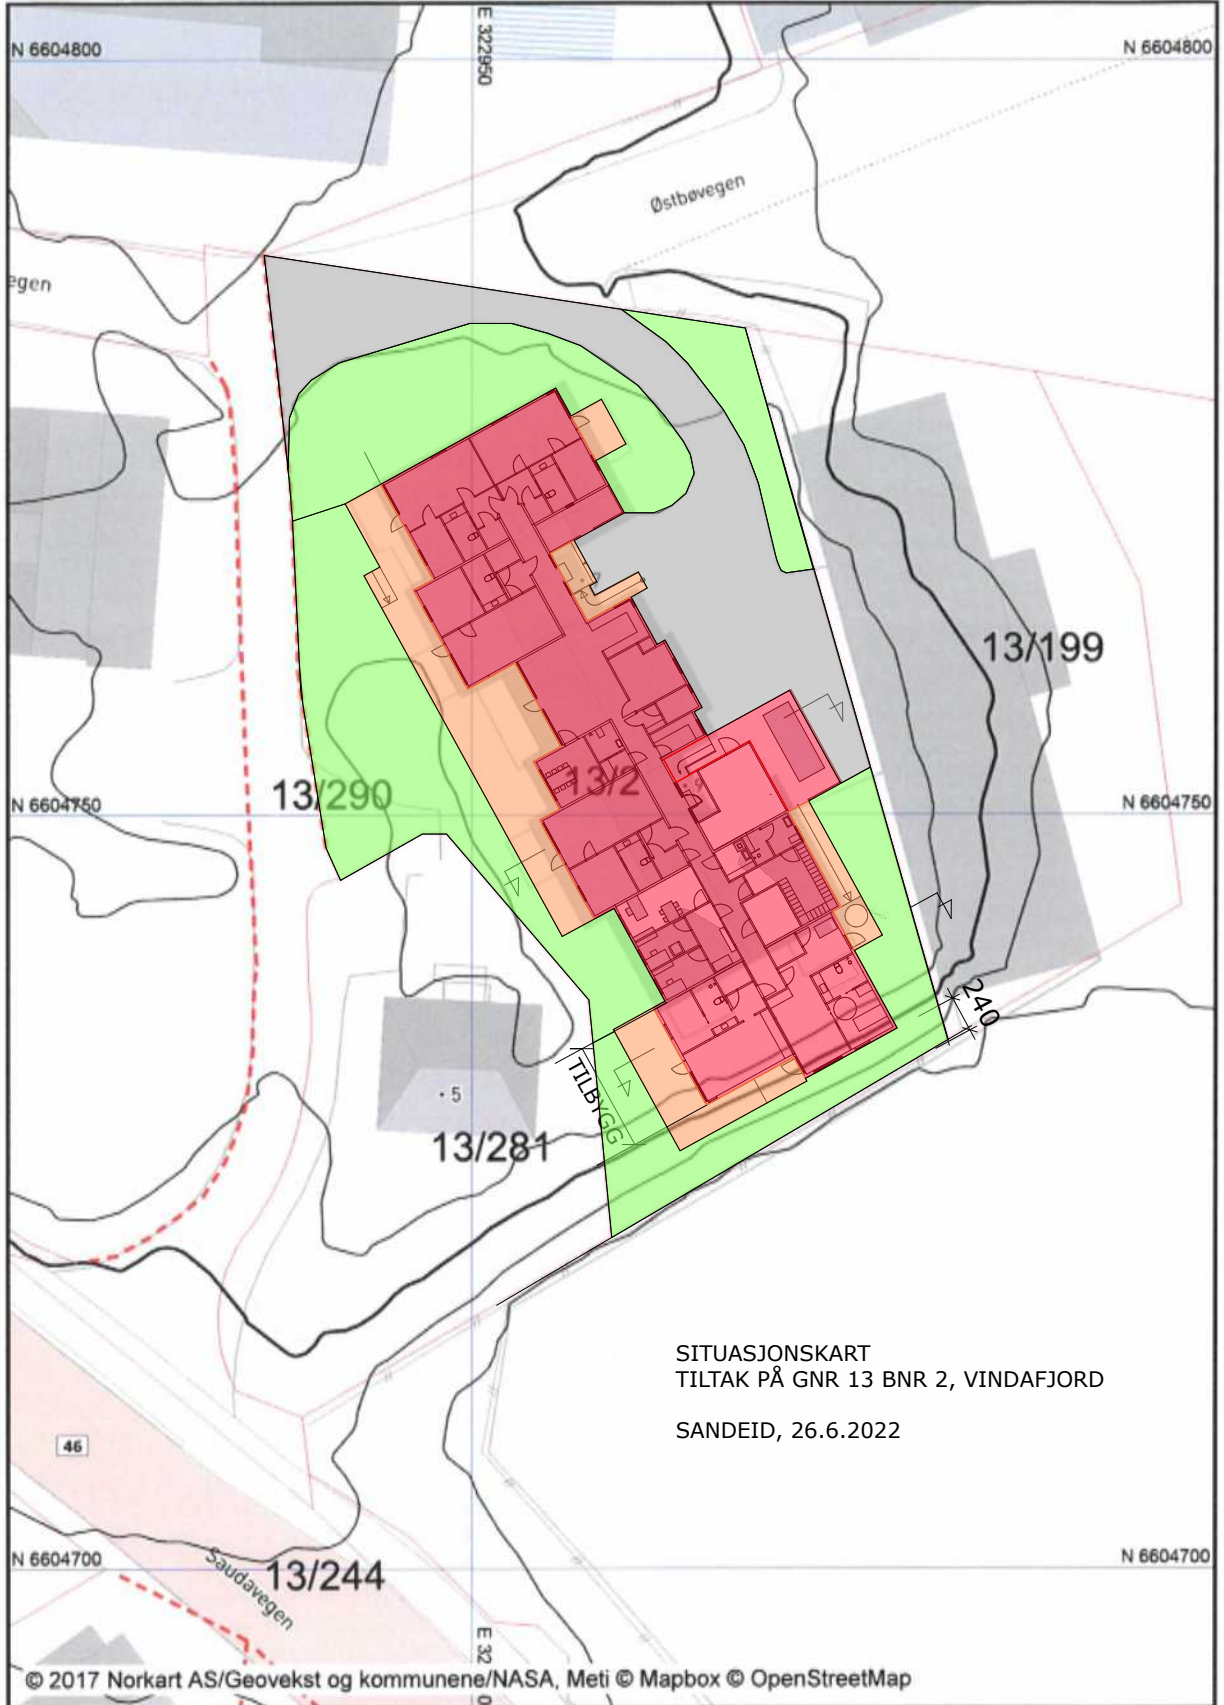 N 6604800
E 322950
N 6604800
Østbøvegen
egen
13/199
13/290
13/2
N 6604750
N 6604750
240
TILBYGG
5
13/281
SITUASJONSKART
TILTAK PÅ GNR 13 BNR 2, VINDAFJORD
SANDEID, 26.6.2022
46
N 6604700
Saudavegen
13/244
N 6604700
E 32
0
© 2017 Norkart AS/Geovekst og kommunene/NASA, Meti © Mapbox © OpenStreetMap